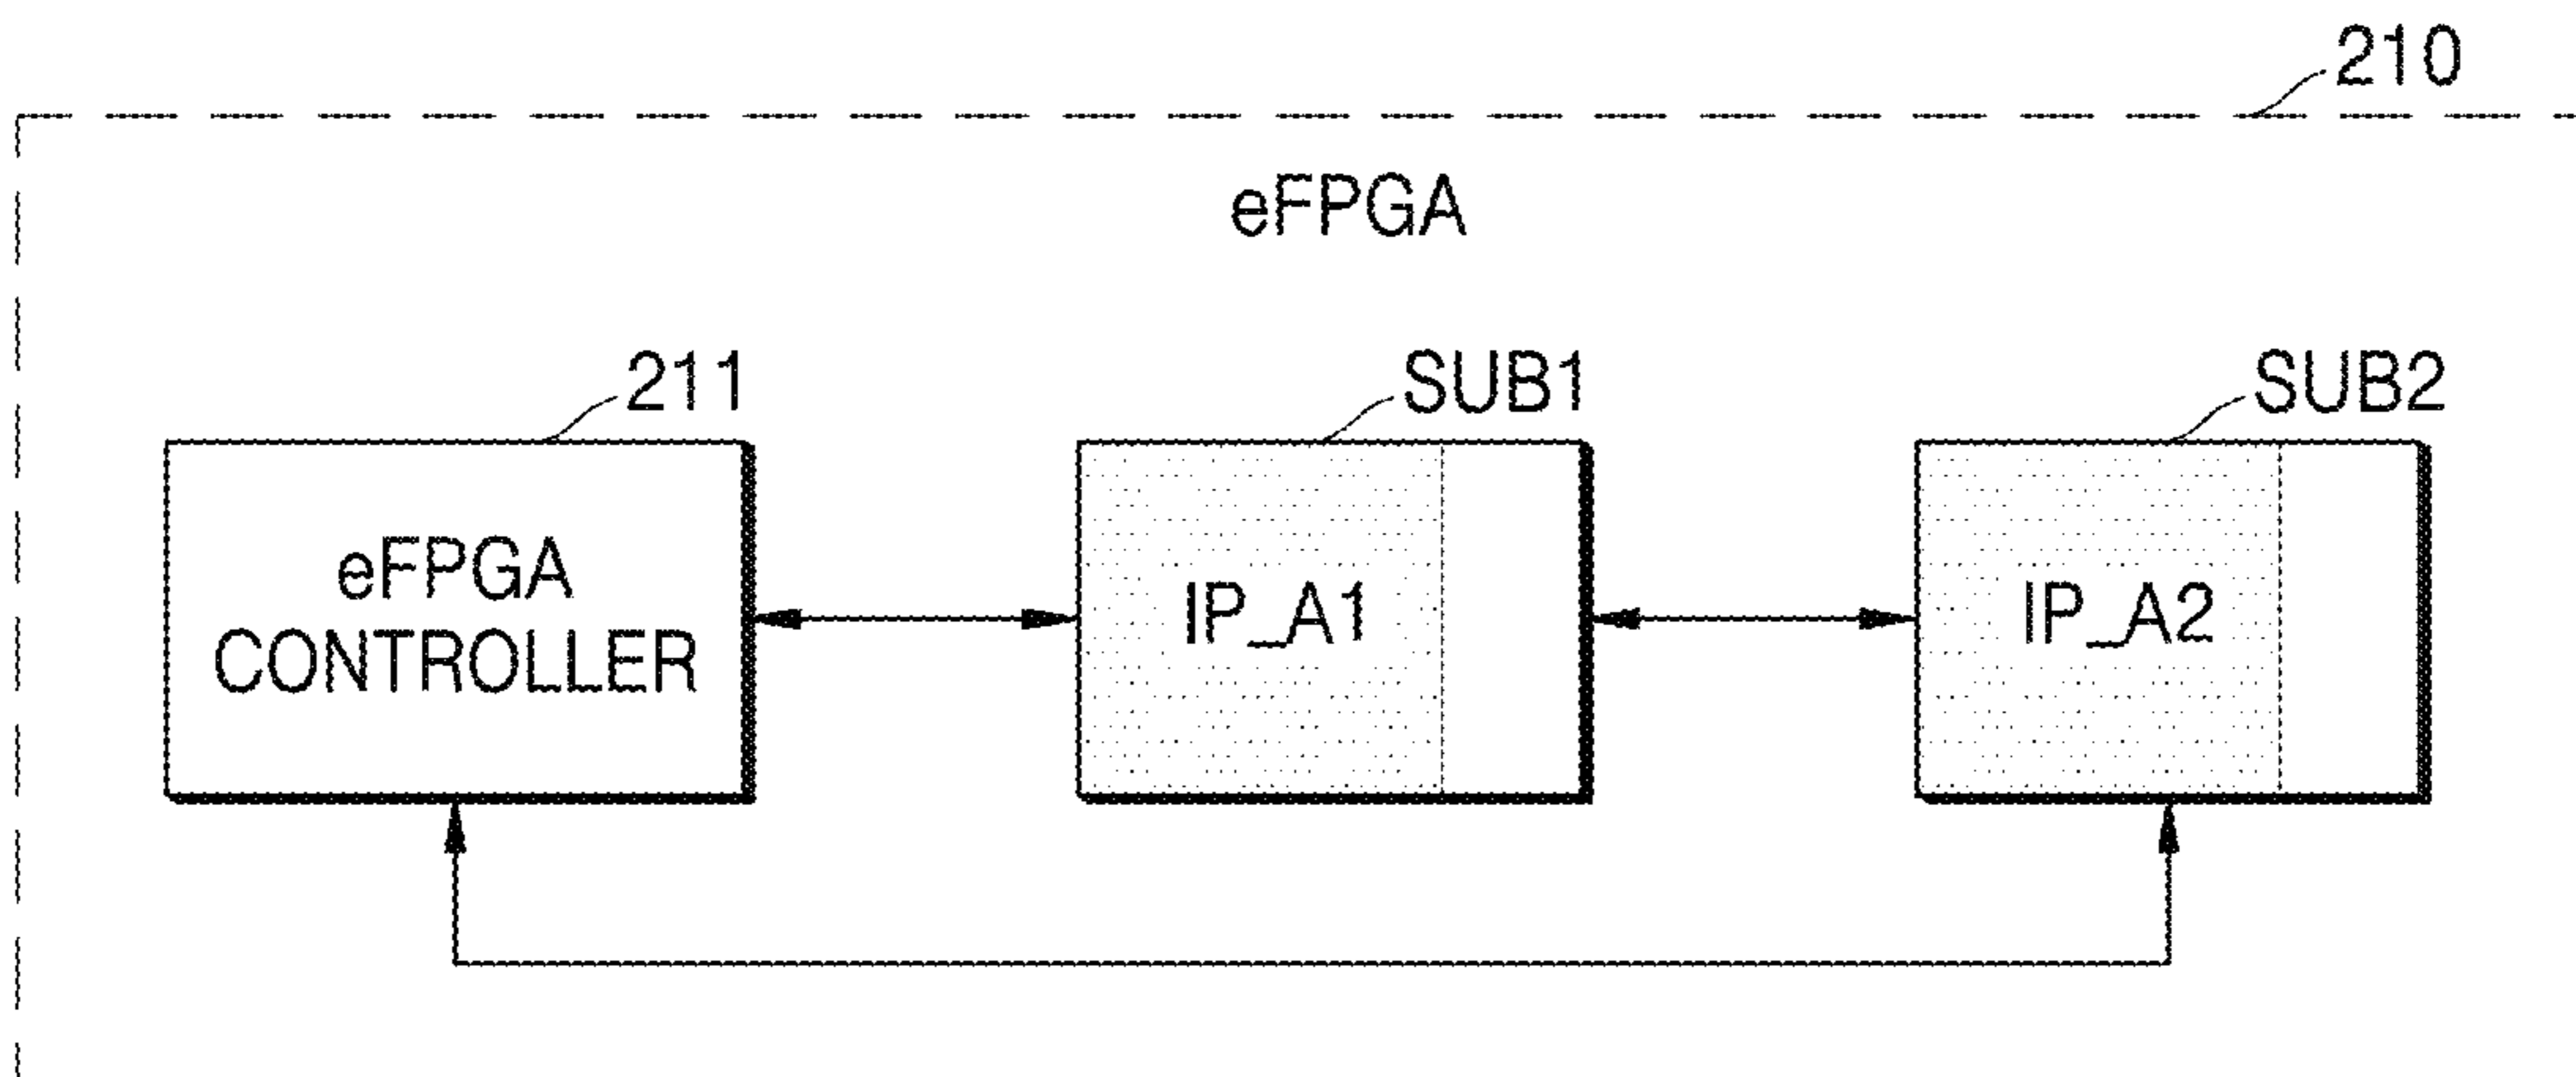 210
eFPGA
211
SUB1
SUB2
eFPGA
CONTROLLER
IP_A1
IP_A2